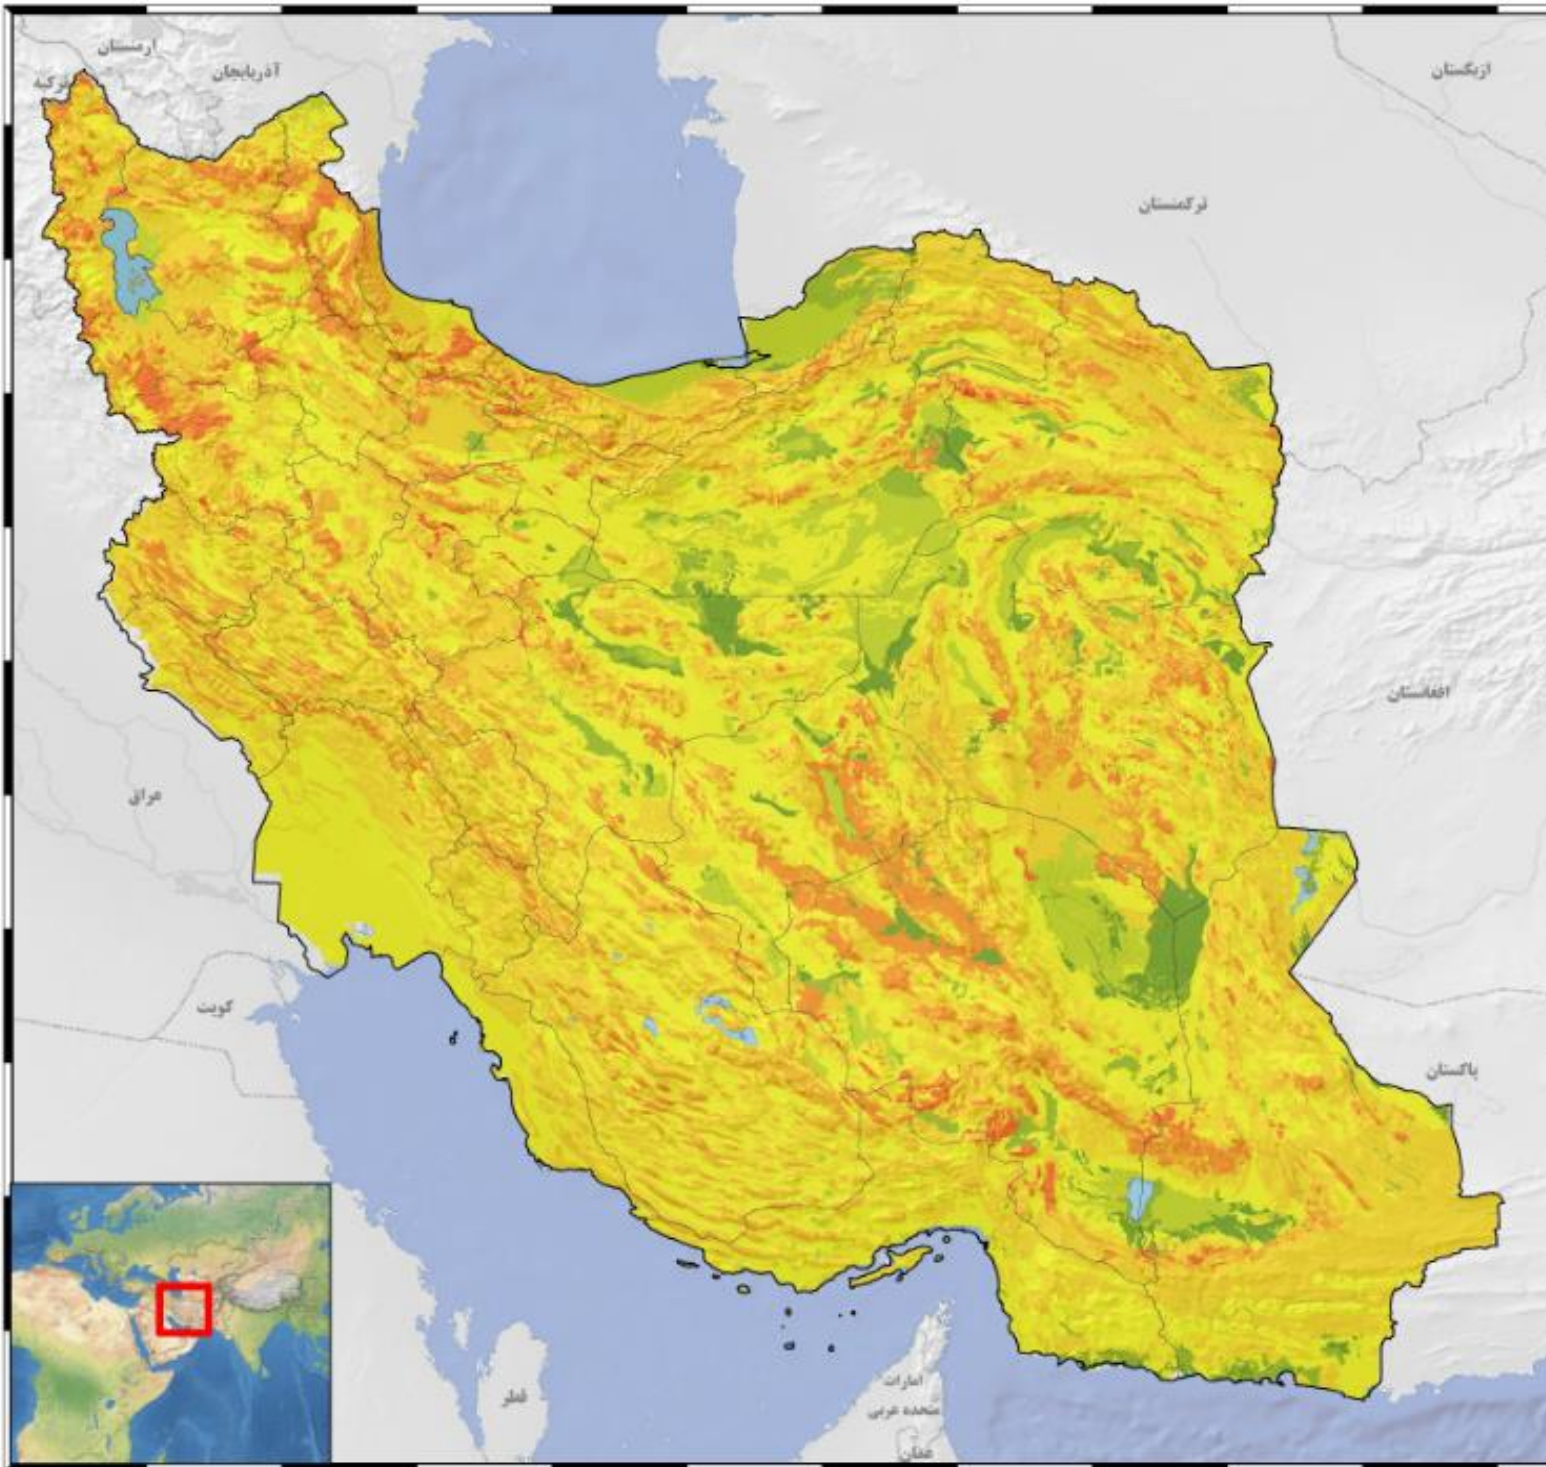 ارمنستان
ترکیه
آذربایجان
ازبکستان
ترکمنستان
افغانستان
عراق
کویت
پاکستان
قطر
امارات
متحده عربی
عمان